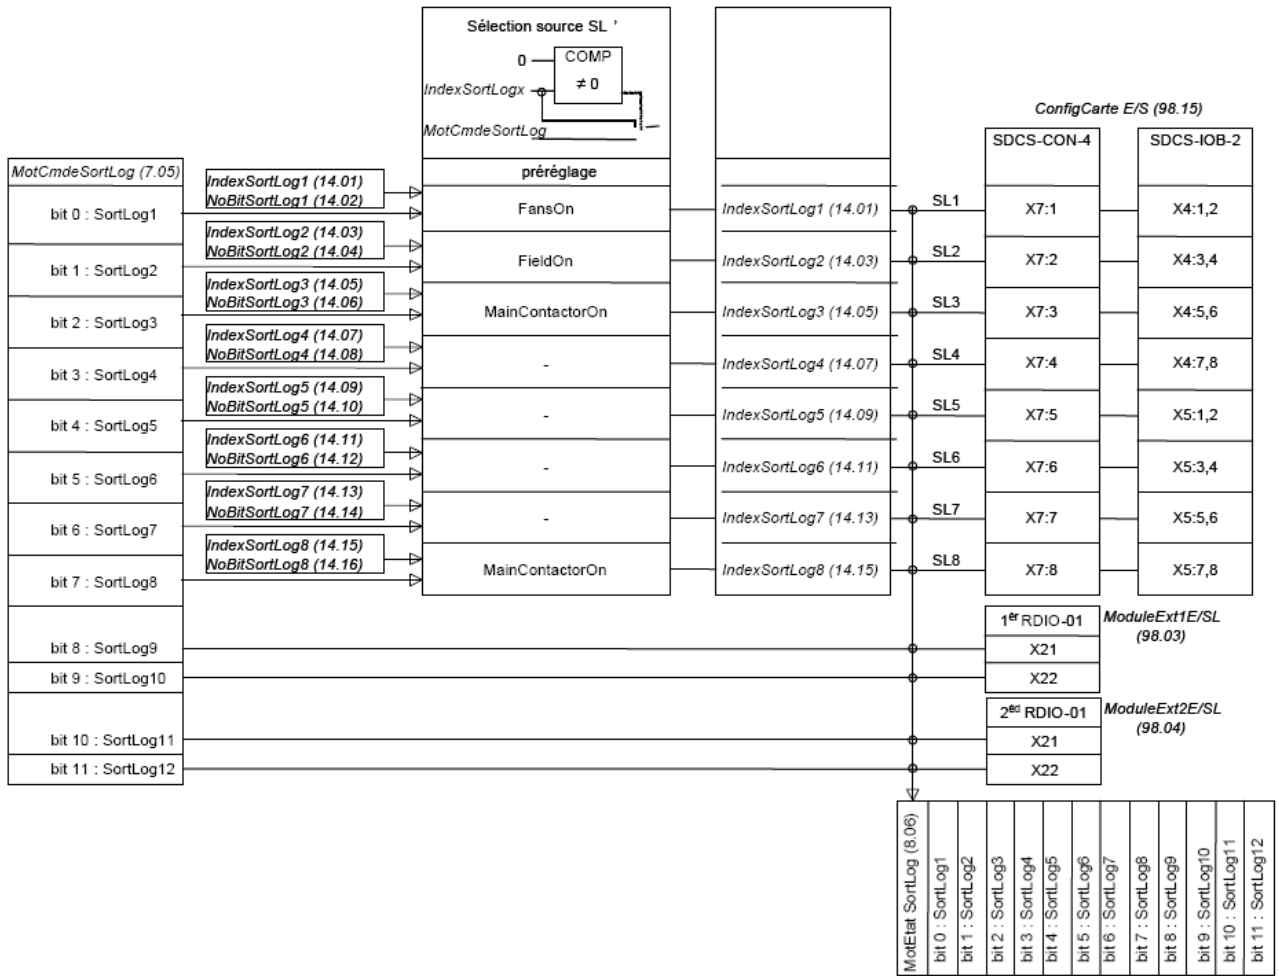 Sélection source SL '
0
COMP
≠ 0
IndexSortLogx
MotCmdeSortLog
ConfigCarte E/S (98.15)
SDCS-CON-4
SDCS-IOB-2
MotCmdeSortLog (7.05)
préréglage
bit 0 : SortLog1
IndexSortLog1 (14.01)
NoBitSortLog1 (14.02)
FansOn
IndexSortLog1 (14.01)
SL1
X7:1
X4:1,2
bit 1 : SortLog2
IndexSortLog2 (14.03)
NoBitSortLog2 (14.04)
FieldOn
IndexSortLog2 (14.03)
SL2
X7:2
X4:3,4
bit 2 : SortLog3
IndexSortLog3 (14.05)
NoBitSortLog3 (14.06)
MainContactorOn
IndexSortLog3 (14.05)
SL3
X7:3
X4:5,6
bit 3 : SortLog4
IndexSortLog4 (14.07)
NoBitSortLog4 (14.08)
-
IndexSortLog4 (14.07)
SL4
X7:4
X4:7,8
bit 4 : SortLog5
IndexSortLog5 (14.09)
NoBitSortLog5 (14.10)
-
IndexSortLog5 (14.09)
SL5
X7:5
X5:1,2
bit 5 : SortLog6
IndexSortLog6 (14.11)
NoBitSortLog6 (14.12)
-
IndexSortLog6 (14.11)
SL6
X7:6
X5:3,4
bit 6 : SortLog7
IndexSortLog7 (14.13)
NoBitSortLog7 (14.14)
-
IndexSortLog7 (14.13)
SL7
X7:7
X5:5,6
bit 7 : SortLog8
IndexSortLog8 (14.15)
NoBitSortLog8 (14.16)
MainContactorOn
IndexSortLog8 (14.15)
SL8
X7:8
X5:7,8
1er RDIO-01
ModuleExt1E/SL
(98.03)
bit 8 : SortLog9
X21
bit 9 : SortLog10
X22
2ed RDIO-01
ModuleExt2E/SL
(98.04)
bit 10 : SortLog11
X21
bit 11 : SortLog12
X22
MotEtat SortLog (8.06)
bit 0 : SortLog1
bit 1 : SortLog2
bit 2 : SortLog3
bit 3 : SortLog4
bit 4 : SortLog5
bit 5 : SortLog6
bit 6 : SortLog7
bit 7 : SortLog8
bit 8 : SortLog9
bit 9 : SortLog10
bit 10 : SortLog11
bit 11 : SortLog12